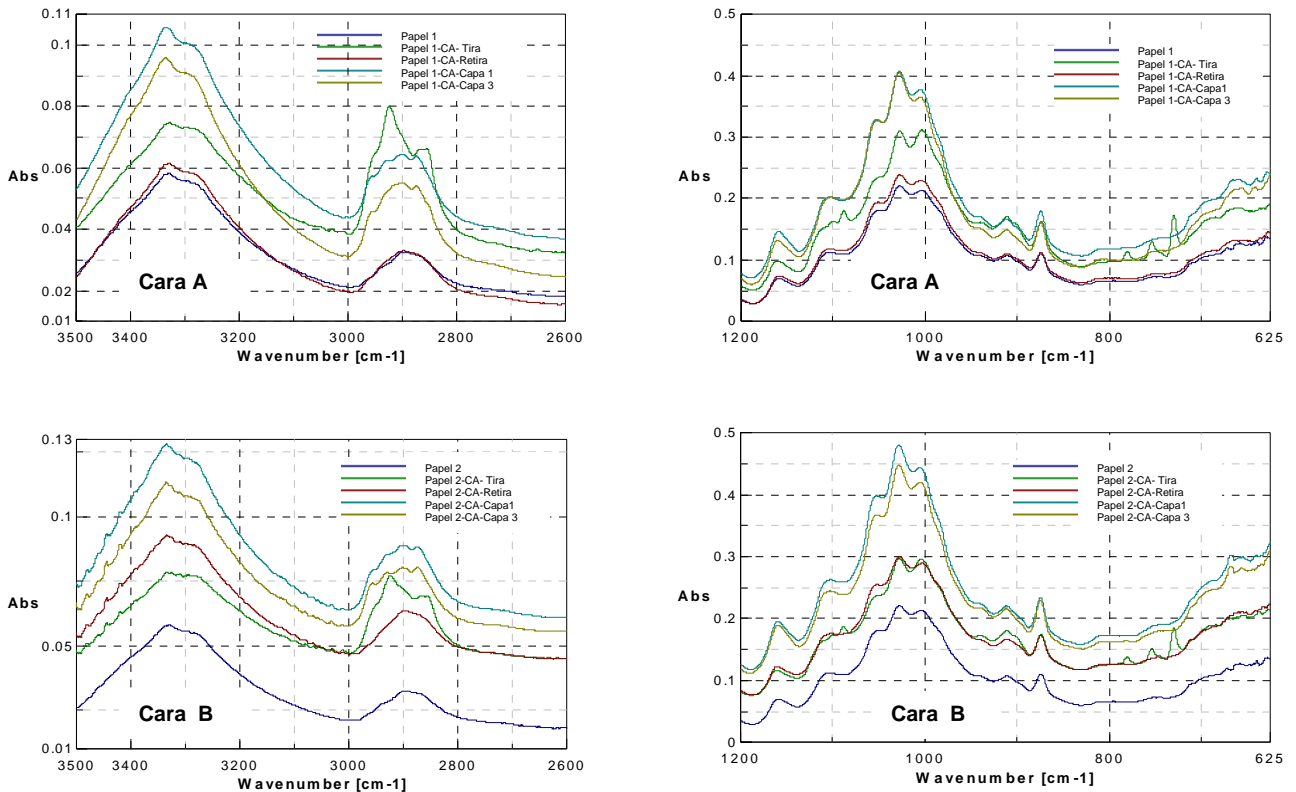 0.11
0.1
0.08
0.06
0.04
0.02
0.01
Abs
3500 3400 3200 3000 2800 2600
Wavenumber [cm-1]
Papel 1
Papel 1-CA- Tira
Papel 1-CA-Retira
Papel 1-CA-Capa 1
Papel 1-CA-Capa 3
Cara A
0.5
0.4
0.3
0.2
0.1
0
Abs
1200 1000 800 625
Wavenumber [cm-1]
Papel 1
Papel 1-CA- Tira
Papel 1-CA-Retira
Papel 1-CA-Capa1
Papel 1-CA-Capa 3
Cara A
0.13
0.1
0.05
0.01
Abs
3500 3400 3200 3000 2800 2600
Wavenumber [cm-1]
Papel 2
Papel 2-CA- Tira
Papel 2-CA-Retira
Papel 2-CA-Capa1
Papel 2-CA-Capa 3
Cara B
0.5
0.4
0.3
0.2
0.1
0
Abs
1200 1000 800 625
Wavenumber [cm-1]
Papel 2
Papel 2-CA- Tira
Papel 2-CA-Retira
Papel 2-CA-Capa1
Papel 2-CA-Capa 3
Cara B